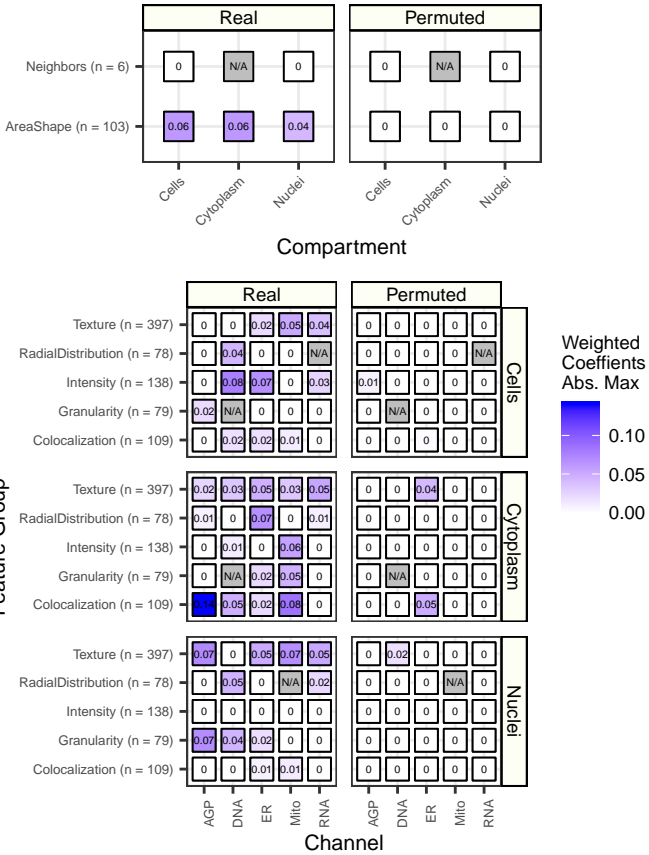 Real Permuted
Neighbors (n = 6) 0 N/A 0 0 N/A 0
AreaShape (n = 103) 0.06 0.06 0.04 0 0 0
Cells Cytoplasm Nuclei Cells Cytoplasm Nuclei
Compartment
Real Permuted
Texture (n = 397) 0 0 0.02 0.05 0.04 0 0 0 0 0
RadialDistribution (n = 78) 0 0.04 0 0 N/A 0 0 0 0 N/A
Intensity (n = 138) 0 0.08 0.07 0 0.03 0.01 0 0 0 0
Granularity (n = 79) 0.02 N/A 0 0 0 0 N/A 0 0 0
Colocalization (n = 109) 0 0.02 0.02 0.01 0 0 0 0 0 0
Cells
Texture (n = 397) 0.02 0.03 0.05 0.03 0.05 0 0 0.04 0 0
RadialDistribution (n = 78) 0.01 0 0.07 0 0.01 0 0 0 0 0
Intensity (n = 138) 0 0.01 0 0.06 0 0 0 0 0 0
Granularity (n = 79) 0 N/A 0.02 0.05 0 0 N/A 0 0 0
Colocalization (n = 109) 0.14 0.05 0.02 0.08 0 0 0 0.05 0 0
Cytoplasm
Texture (n = 397) 0.07 0 0.05 0.07 0.05 0 0.02 0 0 0
RadialDistribution (n = 78) 0 0.05 0 N/A 0.02 0 0 0 N/A 0
Intensity (n = 138) 0 0 0 0 0 0 0 0 0 0
Granularity (n = 79) 0.07 0.04 0.02 0 0 0 0 0 0 0
Colocalization (n = 109) 0 0 0.01 0.01 0 0 0 0 0 0
Nuclei
AGP DNA ER Mito RNA AGP DNA ER Mito RNA
Channel
Weighted
Coeffients
Abs. Max
0.10
0.05
0.00